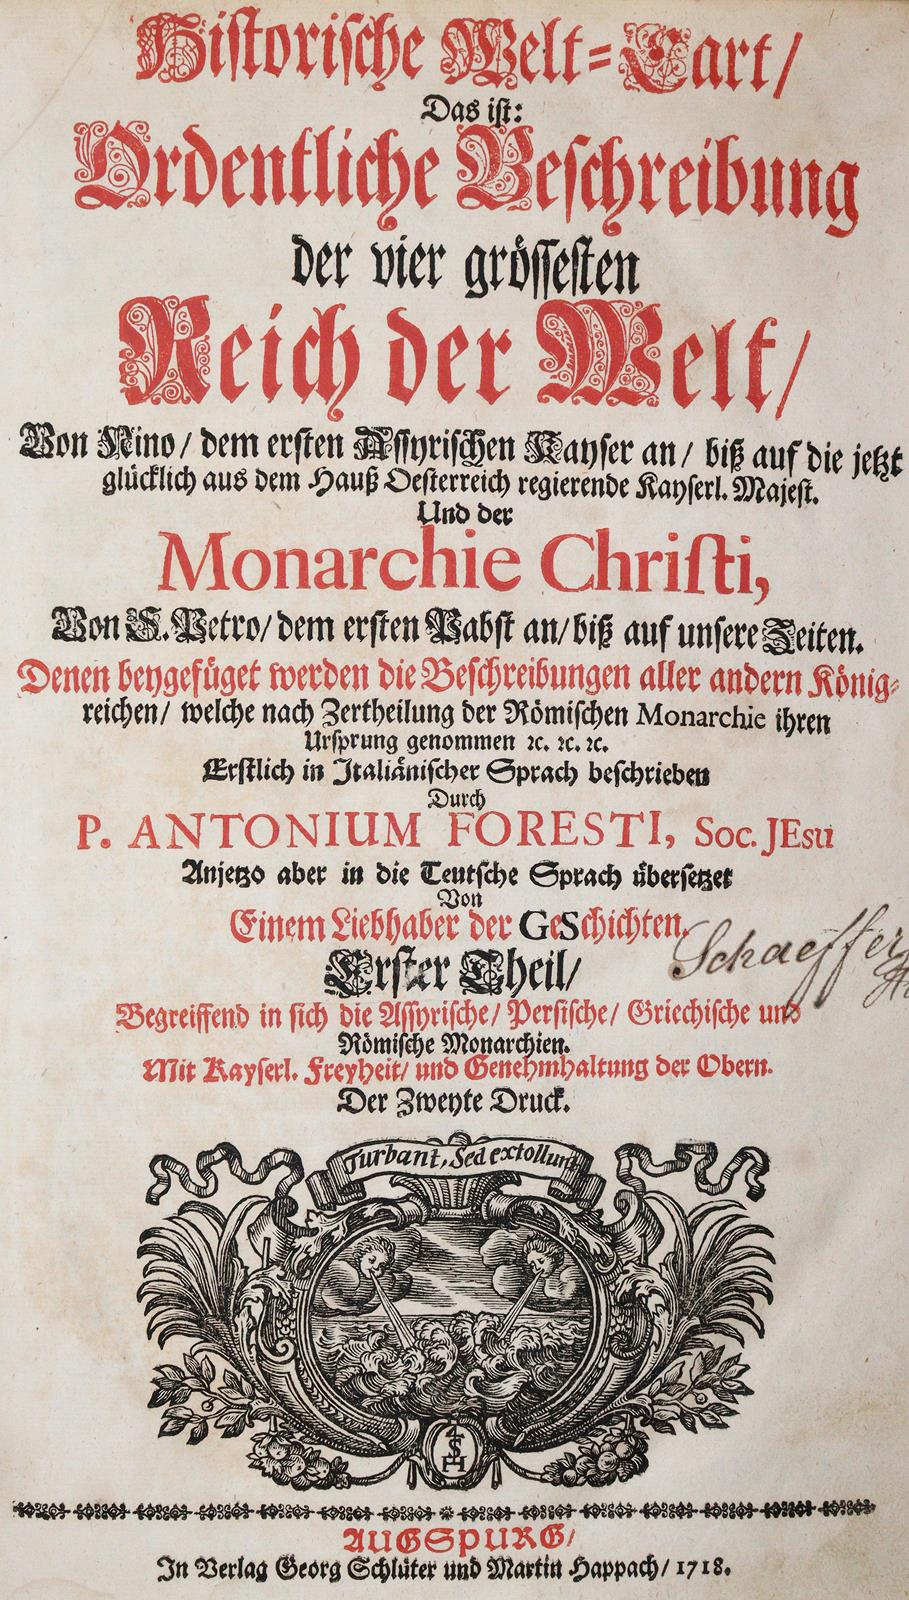 Historische Welt=Cart/
Das ist:
Ordentliche Beschreibung
der vier grössesten
Reich der Welt/
Von Nino/ dem ersten Assyrischen Kayser an/ biß auf die jetzt
glücklich aus dem Hauß Oesterreich regierende Kayserl. Majest.
Und der
Monarchie Christi,
Von S. Petro/ dem ersten Pabst an/ biß auf unsere Zeiten.
Denen beygefüget werden die Beschreibungen aller andern König=
reichen/ welche nach Zertheilung der Römischen Monarchie ihren
Ursprung genommen ꝛc. ꝛc. ꝛc.
Erstlich in Italiänischer Sprach beschrieben
Durch
P. ANTONIUM FORESTI, Soc. JEsu
Anjetzo aber in die Teutsche Sprach übersetzet
Von
Einem Liebhaber der GeSchichten.
Schaeffer
Erster Theil/
Begreiffend in sich die Assyrische/ Persische/ Griechische und
Römische Monarchien.
Mit Kayserl. Freyheit/ und Genehmhaltung der Obern.
Der Zweyte Druck.
Turbant, Sed extollunt
AUGSPURG/
In Verlag Georg Schlüter und Martin Happach/ 1718.